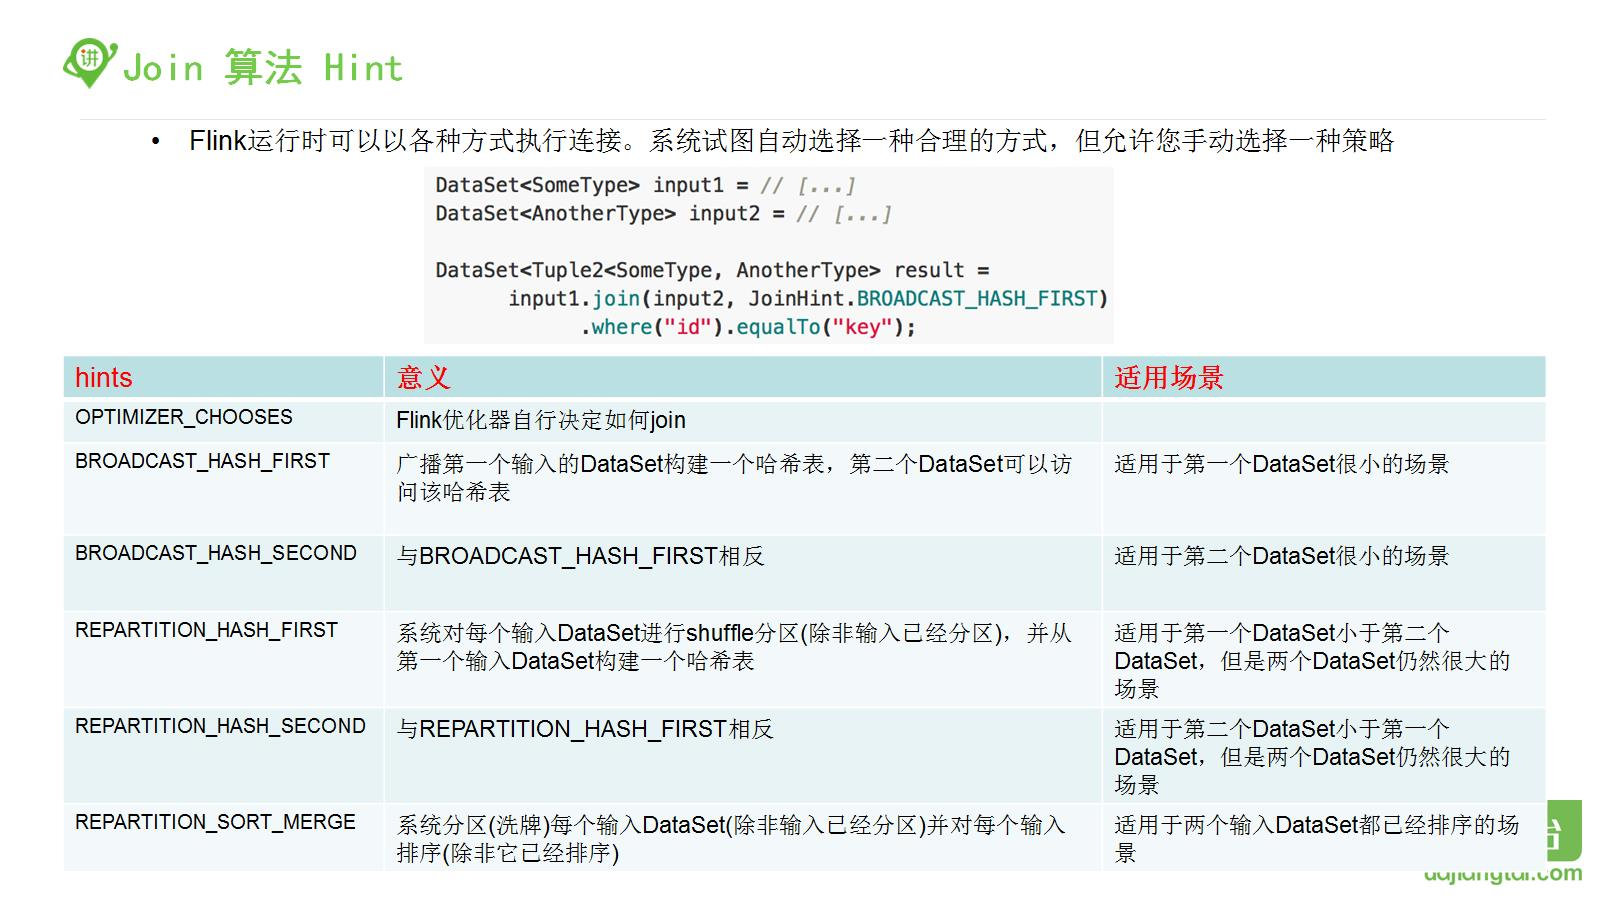 讲
Join 算法 Hint
• Flink运行时可以以各种方式执行连接。系统试图自动选择一种合理的方式，但允许您手动选择一种策略
DataSet<SomeType> input1 = // [...]
DataSet<AnotherType> input2 = // [...]
DataSet<Tuple2<SomeType, AnotherType> result =
input1.join(input2, JoinHint.BROADCAST_HASH_FIRST)
.where("id").equalTo("key");
hints 意义 适用场景
OPTIMIZER_CHOOSES Flink优化器自行决定如何join
BROADCAST_HASH_FIRST 广播第一个输入的DataSet构建一个哈希表，第二个DataSet可以访 适用于第一个DataSet很小的场景
问该哈希表
BROADCAST_HASH_SECOND 与BROADCAST_HASH_FIRST相反 适用于第二个DataSet很小的场景
REPARTITION_HASH_FIRST 系统对每个输入DataSet进行shuffle分区(除非输入已经分区)，并从 适用于第一个DataSet小于第二个
第一个输入DataSet构建一个哈希表 DataSet，但是两个DataSet仍然很大的
场景
REPARTITION_HASH_SECOND 与REPARTITION_HASH_FIRST相反 适用于第二个DataSet小于第一个
DataSet，但是两个DataSet仍然很大的
场景
REPARTITION_SORT_MERGE 系统分区(洗牌)每个输入DataSet(除非输入已经分区)并对每个输入 适用于两个输入DataSet都已经排序的场
排序(除非它已经排序) 景
dajiangtai.com